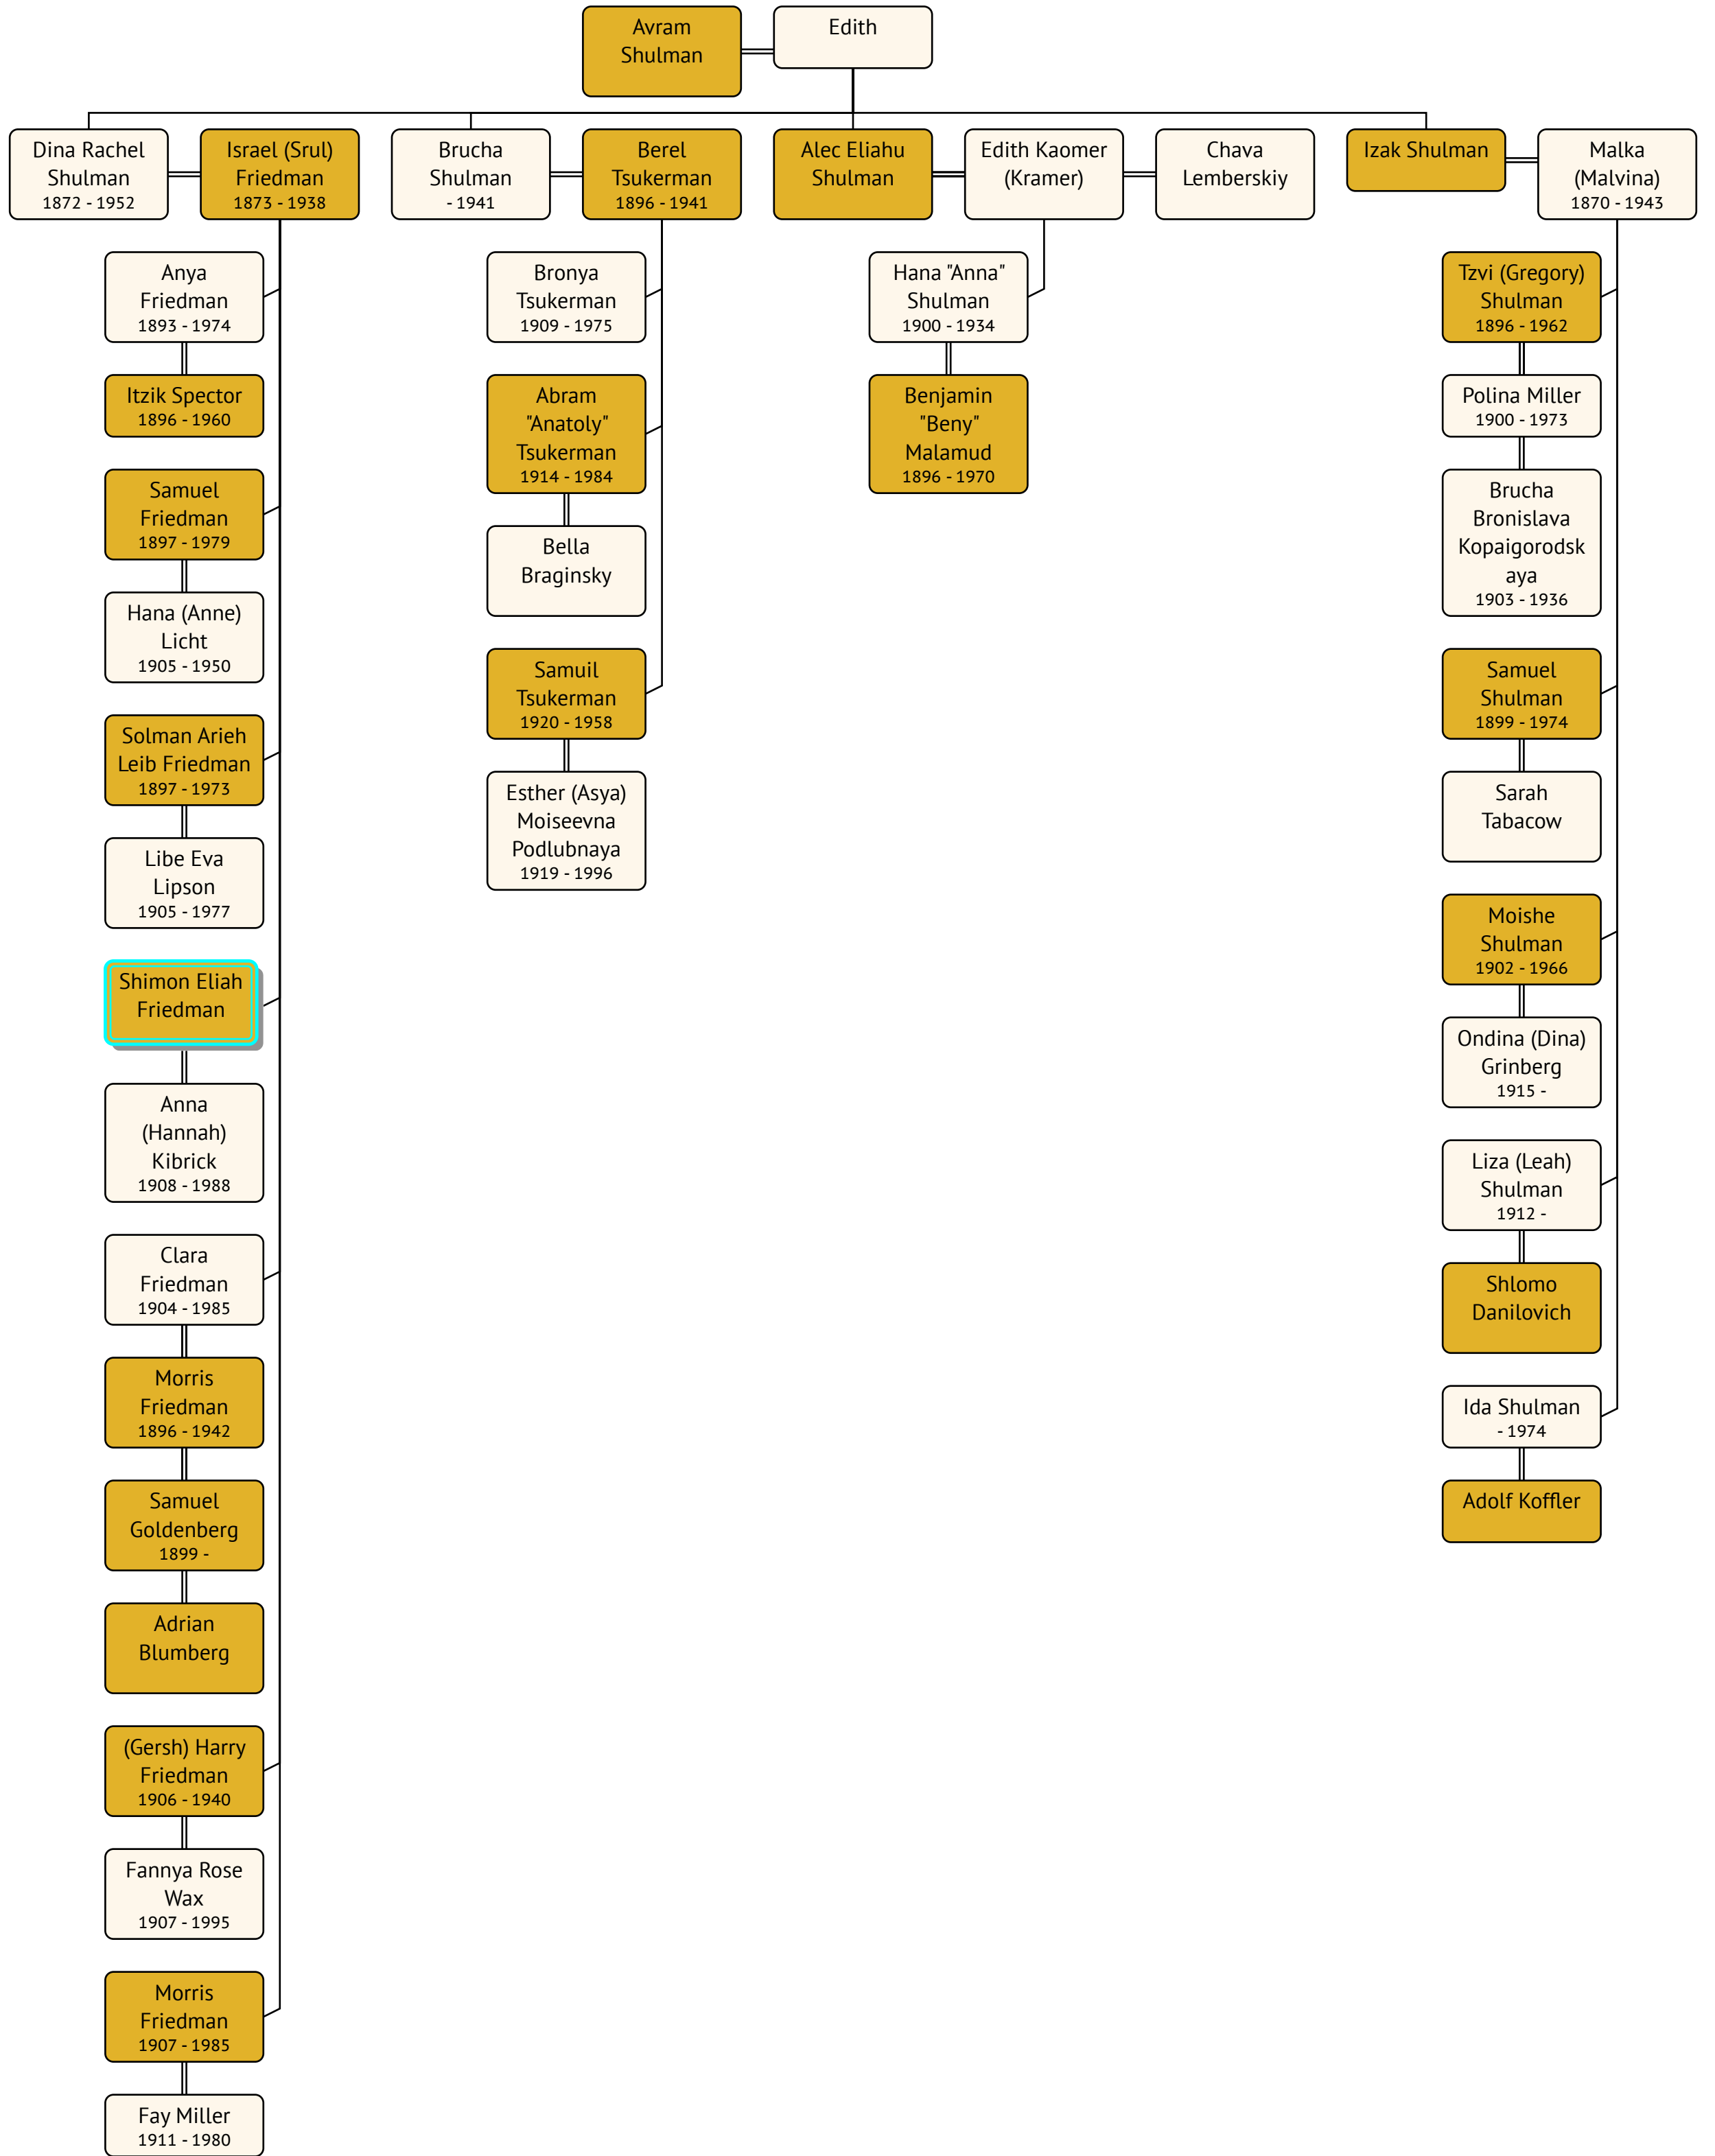 Avram
Shulman
Edith
Dina Rachel
Shulman
1872 - 1952
Israel (Srul)
Friedman
1873 - 1938
Brucha
Shulman
- 1941
Berel
Tsukerman
1896 - 1941
Alec Eliahu
Shulman
Edith Kaomer
(Kramer)
Chava
Lemberskiy
Izak Shulman
Malka
(Malvina)
1870 - 1943
Anya
Friedman
1893 - 1974
Itzik Spector
1896 - 1960
Samuel
Friedman
1897 - 1979
Hana (Anne)
Licht
1905 - 1950
Solman Arieh
Leib Friedman
1897 - 1973
Libe Eva
Lipson
1905 - 1977
Shimon Eliah
Friedman
Anna
(Hannah)
Kibrick
1908 - 1988
Clara
Friedman
1904 - 1985
Morris
Friedman
1896 - 1942
Samuel
Goldenberg
1899 -
Adrian
Blumberg
(Gersh) Harry
Friedman
1906 - 1940
Fannya Rose
Wax
1907 - 1995
Morris
Friedman
1907 - 1985
Fay Miller
1911 - 1980
Bronya
Tsukerman
1909 - 1975
Abram
"Anatoly"
Tsukerman
1914 - 1984
Bella
Braginsky
Samuil
Tsukerman
1920 - 1958
Esther (Asya)
Moiseevna
Podlubnaya
1919 - 1996
Hana "Anna"
Shulman
1900 - 1934
Benjamin
"Beny"
Malamud
1896 - 1970
Tzvi (Gregory)
Shulman
1896 - 1962
Polina Miller
1900 - 1973
Brucha
Bronislava
Kopaigorodsk
aya
1903 - 1936
Samuel
Shulman
1899 - 1974
Sarah
Tabacow
Moishe
Shulman
1902 - 1966
Ondina (Dina)
Grinberg
1915 -
Liza (Leah)
Shulman
1912 -
Shlomo
Danilovich
Ida Shulman
- 1974
Adolf Koffler